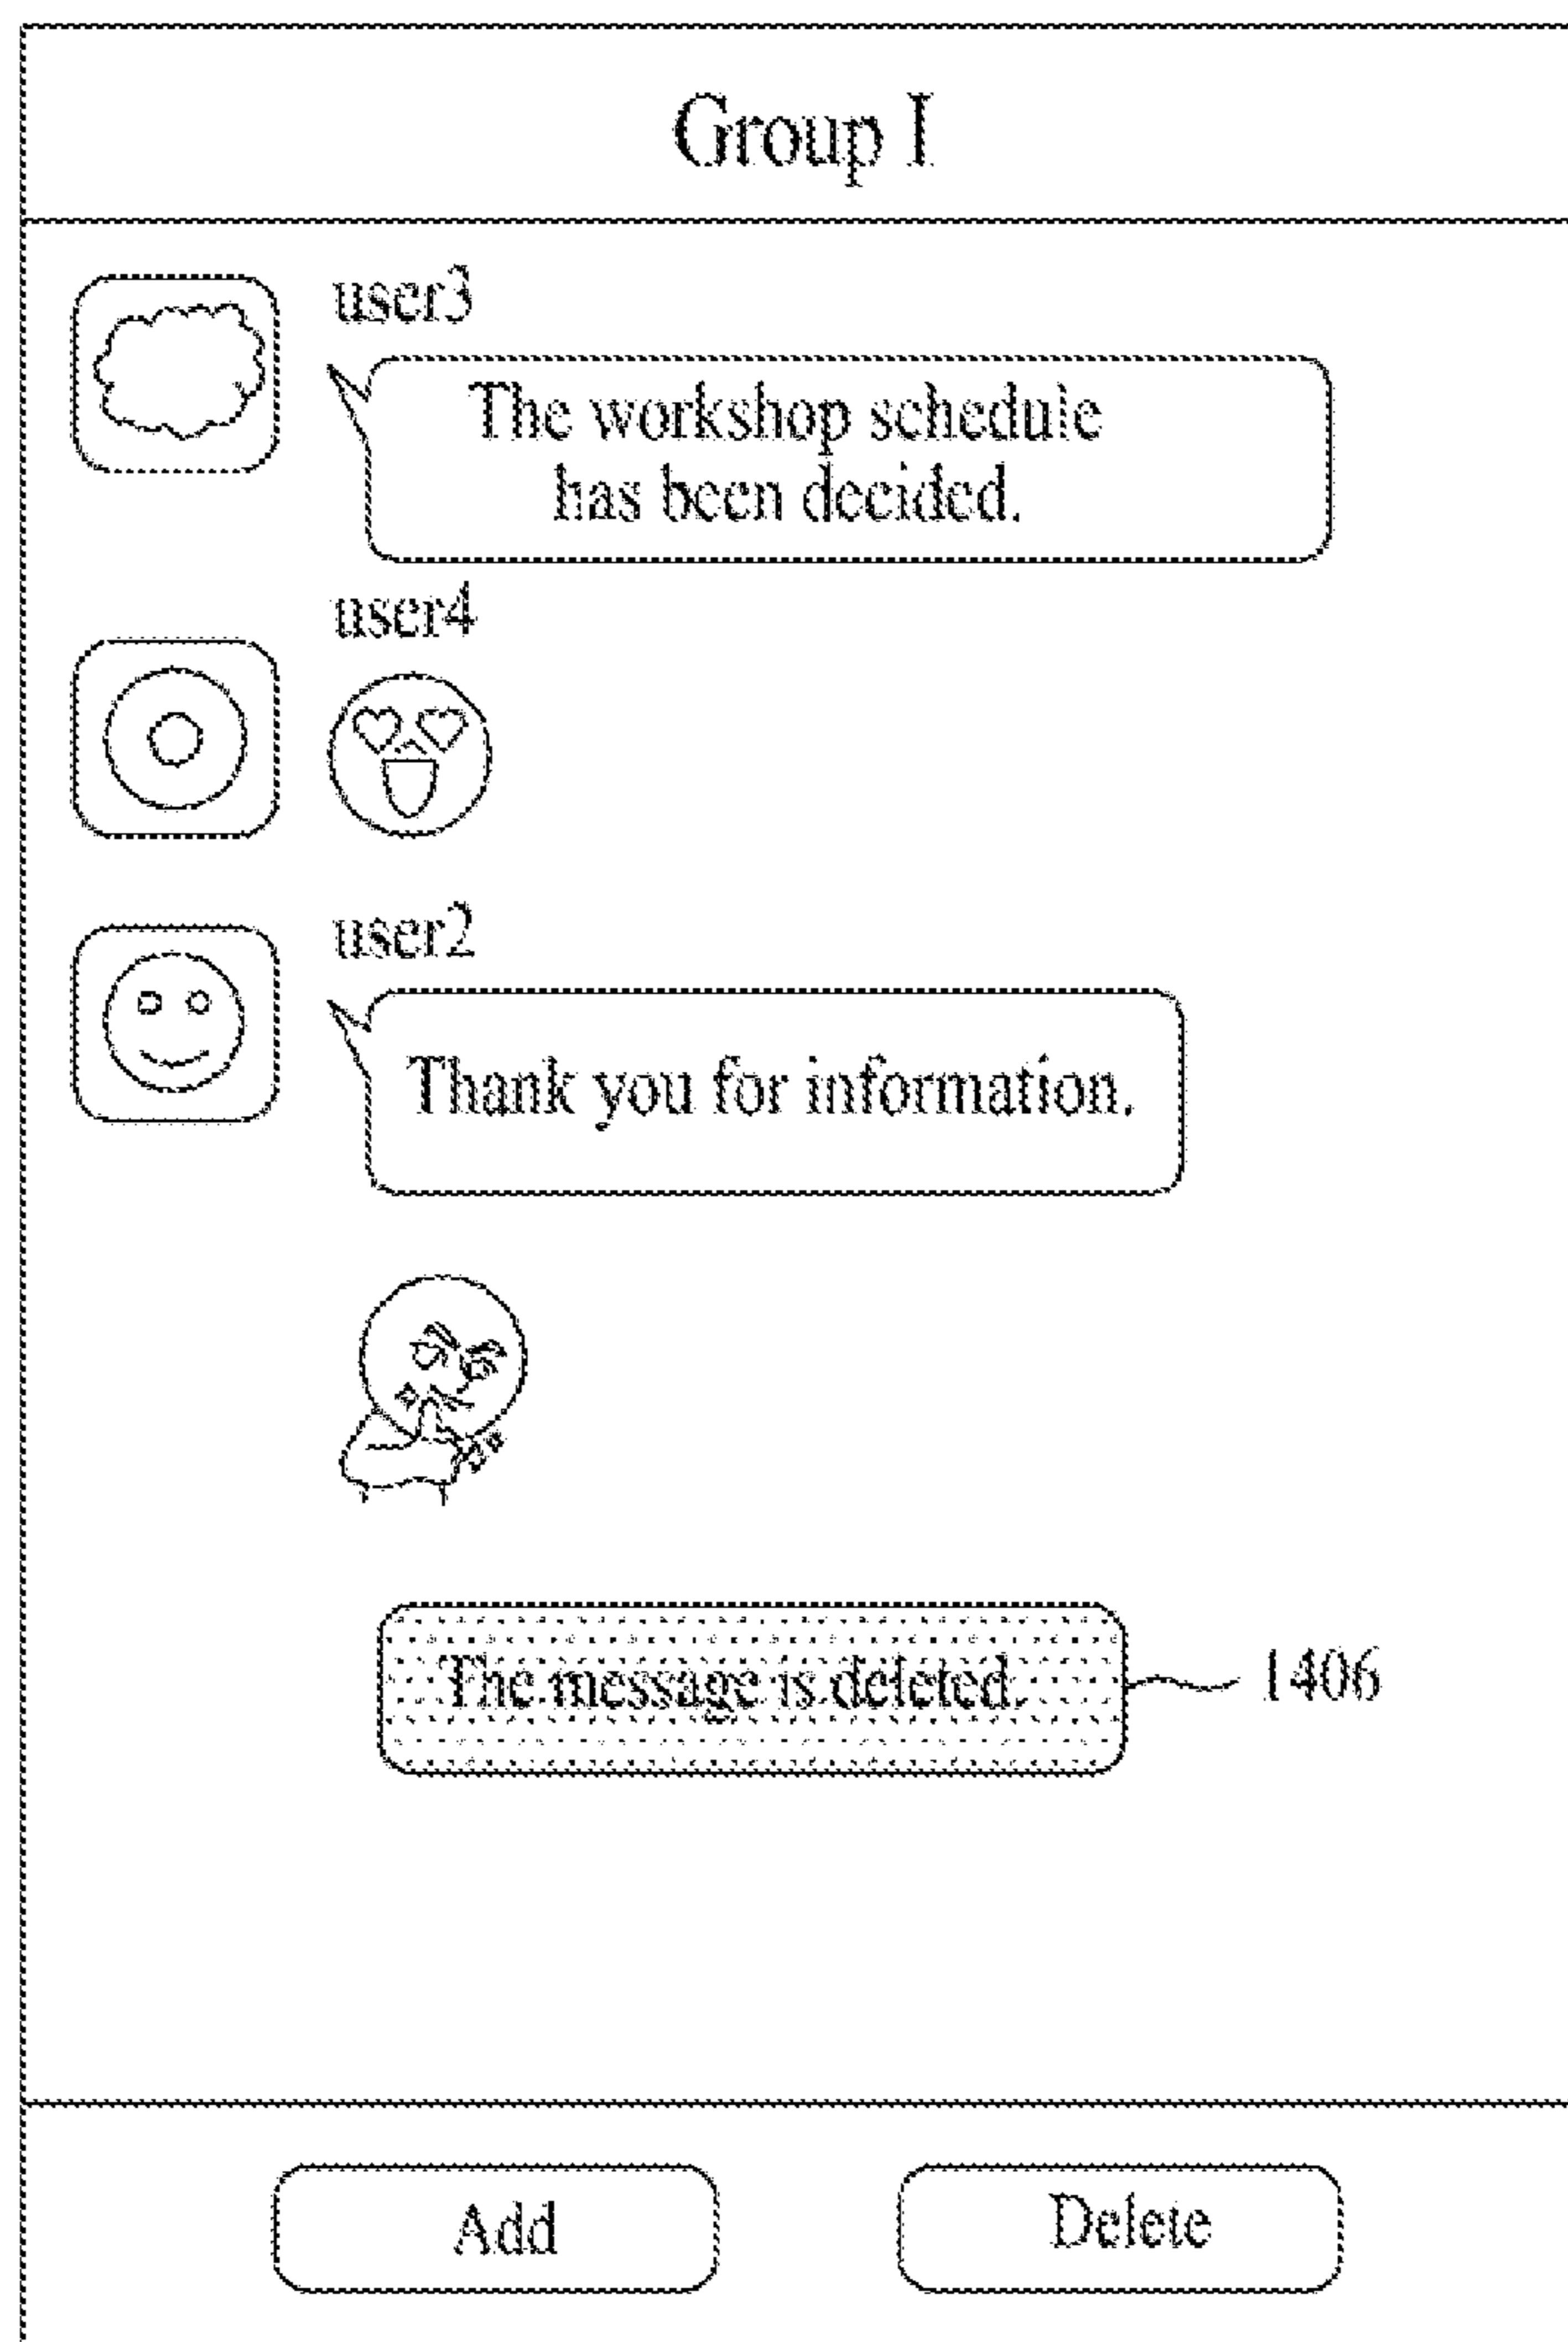 Group I
user3
The workshop schedule
has been decided.
user4
user2
Thank you for information.
The message is deleted.
1406
Add
Delete